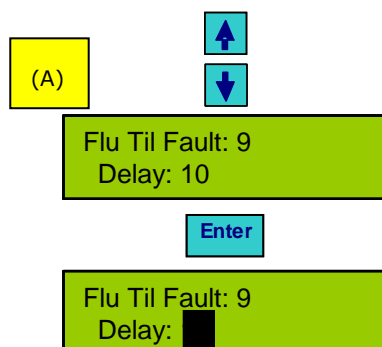 (A)
Flu Til Fault: 9
Delay: 10
Enter
Flu Til Fault: 9
Delay: